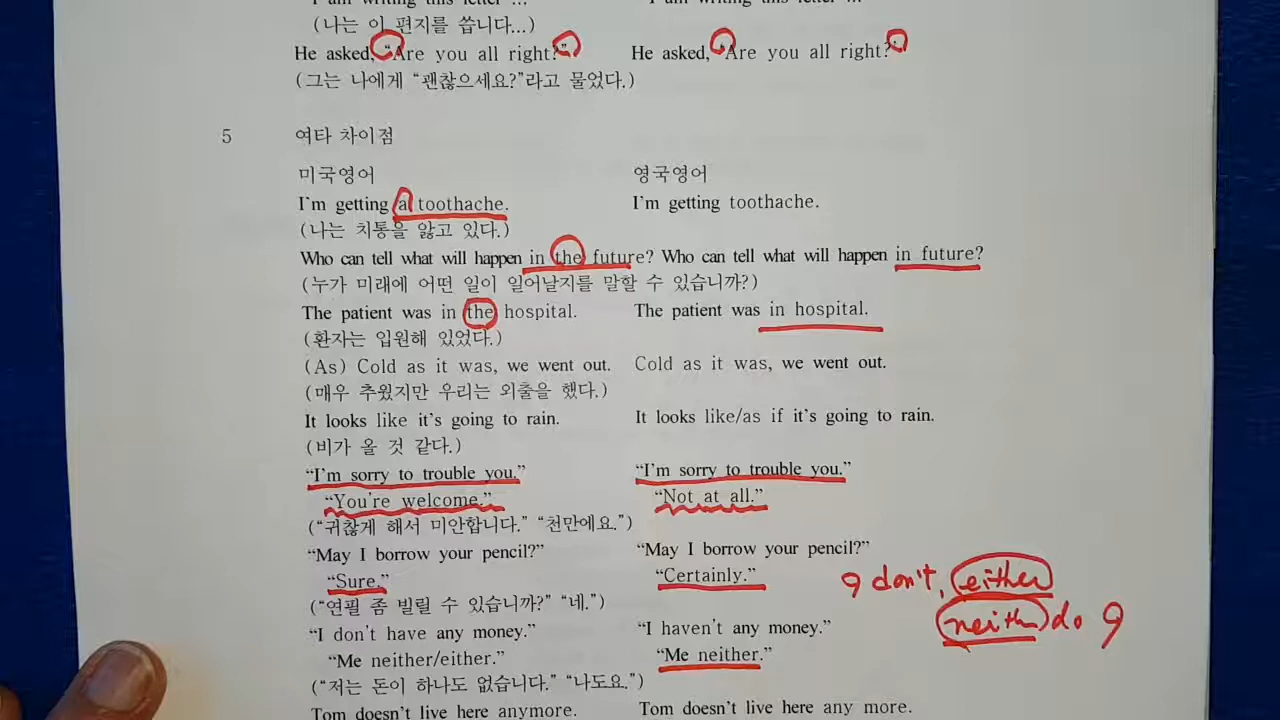 I am writing this letter ... I am writing this letter ...
(나는 이 편지를 씁니다...)
He asked, “Are you all right?” He asked, ‘Are you all right?’
(그는 나에게 “괜찮으세요?”라고 물었다.)
5 여타 차이점
미국영어 영국영어
I’m getting a toothache. I’m getting toothache.
(나는 치통을 앓고 있다.)
Who can tell what will happen in the future? Who can tell what will happen in future?
(누가 미래에 어떤 일이 일어날지를 말할 수 있습니까?)
The patient was in the hospital. The patient was in hospital.
(환자는 입원해 있었다.)
(As) Cold as it was, we went out. Cold as it was, we went out.
(매우 추웠지만 우리는 외출을 했다.)
It looks like it’s going to rain. It looks like/as if it’s going to rain.
(비가 올 것 같다.)
“I’m sorry to trouble you.” “I’m sorry to trouble you.”
“You’re welcome.” “Not at all.”
(“귀찮게 해서 미안합니다.” “천만에요.”)
“May I borrow your pencil?” “May I borrow your pencil?”
“Sure.” “Certainly.” I don't, either
(“연필 좀 빌릴 수 있습니까?” “네.”)
neither do I
“I don’t have any money.” “I haven’t any money.”
“Me neither/either.” “Me neither.”
(“저는 돈이 하나도 없습니다.” “나도요.”)
Tom doesn’t live here anymore. Tom doesn’t live here any more.